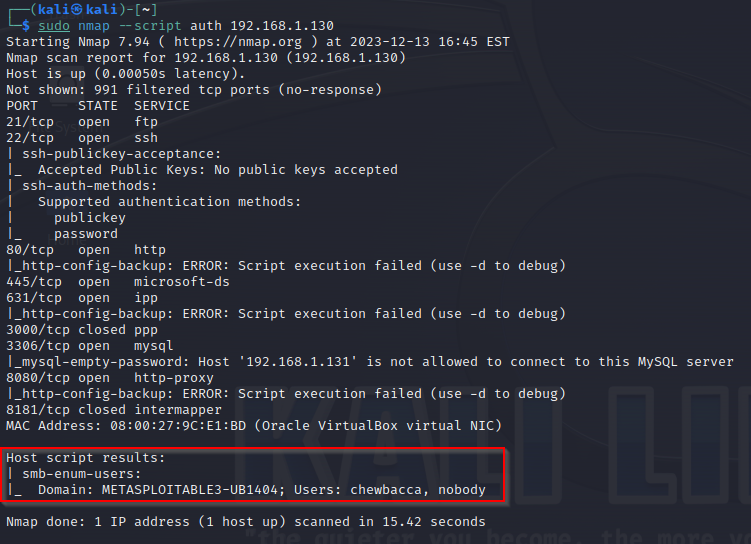 ┌──(kali㉿kali)-[~]
└─$ sudo nmap --script auth 192.168.1.130
Starting Nmap 7.94 ( https://nmap.org ) at 2023-12-13 16:45 EST
Nmap scan report for 192.168.1.130 (192.168.1.130)
Host is up (0.00050s latency).
Not shown: 991 filtered tcp ports (no-response)
PORT     STATE  SERVICE
21/tcp   open   ftp
22/tcp   open   ssh
| ssh-publickey-acceptance:
|_  Accepted Public Keys: No public keys accepted
| ssh-auth-methods:
|   Supported authentication methods:
|     publickey
|_    password
80/tcp   open   http
|_http-config-backup: ERROR: Script execution failed (use -d to debug)
445/tcp  open   microsoft-ds
631/tcp  open   ipp
|_http-config-backup: ERROR: Script execution failed (use -d to debug)
3000/tcp closed ppp
3306/tcp open   mysql
|_mysql-empty-password: Host '192.168.1.131' is not allowed to connect to this MySQL server
8080/tcp open   http-proxy
|_http-config-backup: ERROR: Script execution failed (use -d to debug)
8181/tcp closed intermapper
MAC Address: 08:00:27:9C:E1:BD (Oracle VirtualBox virtual NIC)
Host script results:
| smb-enum-users:
|_  Domain: METASPLOITABLE3-UB1404; Users: chewbacca, nobody
Nmap done: 1 IP address (1 host up) scanned in 15.42 seconds
KALI LI
"the quieter you become, the more yo